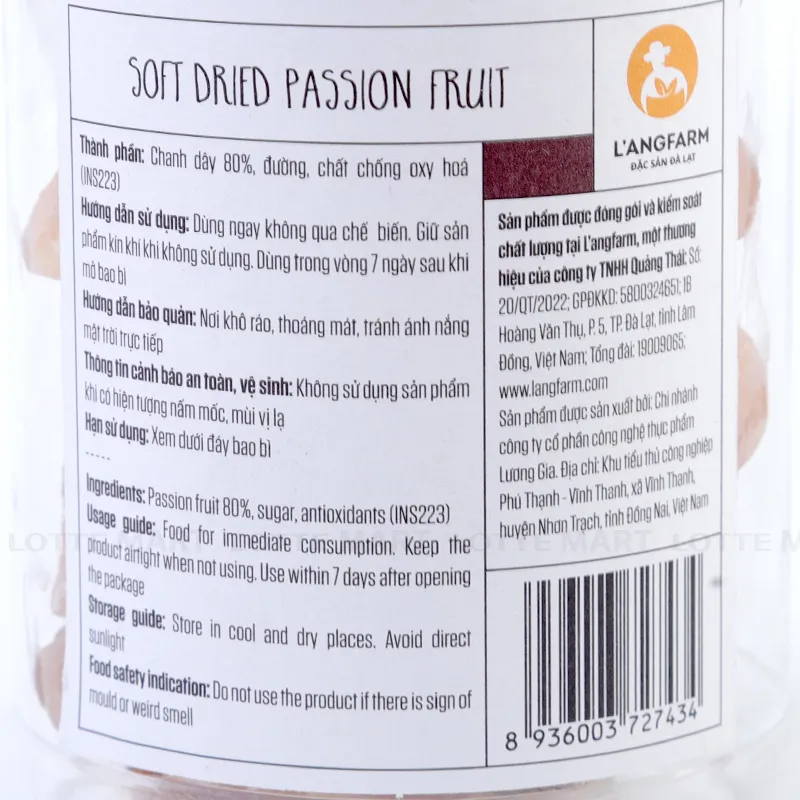 SOFT DRIED PASSION FRUIT
Thành phần: Chanh dây 80%, đường, chất chống oxy hoá
(INS223)
Hướng dẫn sử dụng: Dùng ngay không qua chế biến. Giữ sản
phẩm kín khí khi không sử dụng. Dùng trong vòng 7 ngày sau khi
mở bao bì
Hướng dẫn bảo quản: Nơi khô ráo, thoáng mát, tránh ánh nắng
mặt trời trực tiếp
Thông tin cảnh báo an toàn, vệ sinh: Không sử dụng sản phẩm
khi có hiện tượng nấm mốc, mùi vị lạ
Hạn sử dụng: Xem dưới đáy bao bì
-----
Ingredients: Passion fruit 80%, sugar, antioxidants (INS223)
Usage guide: Food for immediate consumption. Keep the
product airtight when not using. Use within 7 days after opening
the package
Storage guide: Store in cool and dry places. Avoid direct
sunlight
Food safety indication: Do not use the product if there is sign of
mould or weird smell
L'ANGFARM
ĐẶC SẢN ĐÀ LẠT
Sản phẩm được đóng gói và kiểm soát
chất lượng tại L'angfarm, một thương
hiệu của công ty TNHH Quảng Thái: Số:
20/QT/2022; GPĐKKD: 5800324651; 1B
Hoàng Văn Thụ, P. 5, TP. Đà Lạt, tỉnh Lâm
Đồng, Việt Nam; Tổng đài: 19009065;
www.langfarm.com
Sản phẩm được sản xuất bởi: Chi nhánh
công ty cổ phần công nghệ thực phẩm
Lương Gia. Địa chỉ: Khu tiểu thủ công nghiệp
Phú Thạnh - Vĩnh Thanh, xã Vĩnh Thanh,
huyện Nhơn Trạch, tỉnh Đồng Nai, Việt Nam
8 936003 727434
LOTTE MART LOTTE MART LOTTE MART LOTTE M